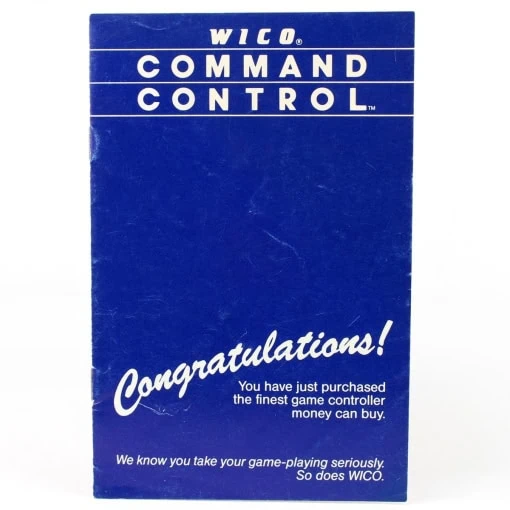 WICO®
COMMAND
CONTROL™
Congratulations!
You have just purchased
the finest game controller
money can buy.
We know you take your game-playing seriously.
So does WICO.